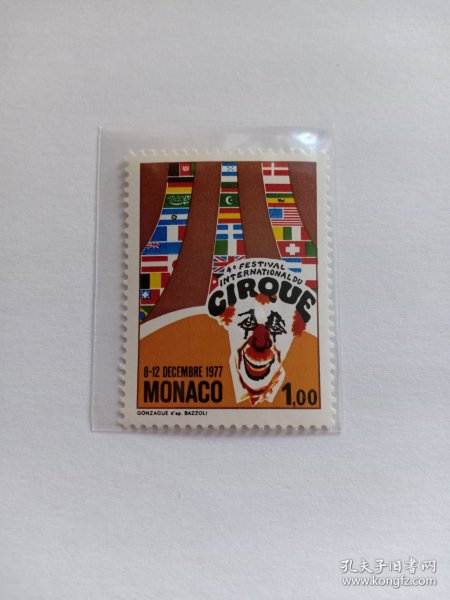 4e FESTIVAL
INTERNATIONAL DU
CIRQUE
8-12 DECEMBRE 1977
MONACO
1,00
GONZAGUE d'ap. BAZZOLI
孔夫子旧书网
www.kongfz.com